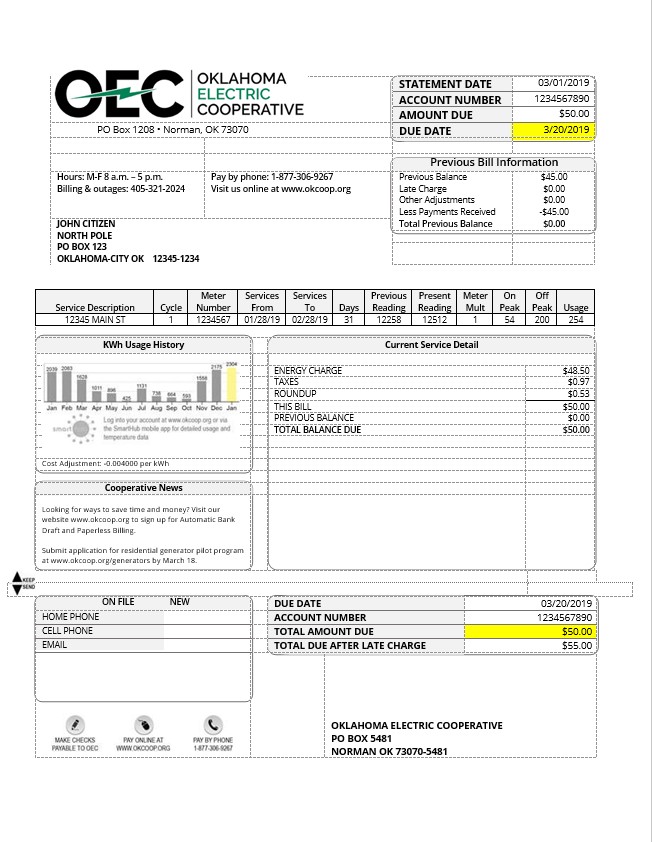 OEC OKLAHOMA ELECTRIC COOPERATIVE
PO Box 1208 • Norman, OK 73070
STATEMENT DATE 03/01/2019
ACCOUNT NUMBER 1234567890
AMOUNT DUE $50.00
DUE DATE 3/20/2019
Hours: M-F 8 a.m. – 5 p.m.
Billing & outages: 405-321-2024
Pay by phone: 1-877-306-9267
Visit us online at www.okcoop.org
Previous Bill Information
Previous Balance $45.00
Late Charge $0.00
Other Adjustments $0.00
Less Payments Received -$45.00
Total Previous Balance $0.00
JOHN CITIZEN
NORTH POLE
PO BOX 123
OKLAHOMA-CITY OK 12345-1234
Service Description Cycle Meter Number Services From Services To Days Previous Reading Present Reading Meter Mult On Peak Off Peak Usage
12345 MAIN ST 1 1234567 01/28/19 02/28/19 31 12258 12512 1 54 200 254
KWh Usage History
2039 2083 1628 1011 896 425 1131 736 664 593 1558 2175 2304
Jan Feb Mar Apr May Jun Jul Aug Sep Oct Nov Dec Jan
smart
Log into your account at www.okcoop.org or via
the SmartHub mobile app for detailed usage and
temperature data
Cost Adjustment: -0.004000 per kWh
Cooperative News
Looking for ways to save time and money? Visit our
website www.okcoop.org to sign up for Automatic Bank
Draft and Paperless Billing.
Submit application for residential generator pilot program
at www.okcoop.org/generators by March 18.
Current Service Detail
ENERGY CHARGE $48.50
TAXES $0.97
ROUNDUP $0.53
THIS BILL $50.00
PREVIOUS BALANCE $0.00
TOTAL BALANCE DUE $50.00
KEEP
SEND
ON FILE NEW
HOME PHONE
CELL PHONE
EMAIL
DUE DATE 03/20/2019
ACCOUNT NUMBER 1234567890
TOTAL AMOUNT DUE $50.00
TOTAL DUE AFTER LATE CHARGE $55.00
MAKE CHECKS
PAYABLE TO OEC
PAY ONLINE AT
WWW.OKCOOP.ORG
PAY BY PHONE
1-877-306-9267
OKLAHOMA ELECTRIC COOPERATIVE
PO BOX 5481
NORMAN OK 73070-5481